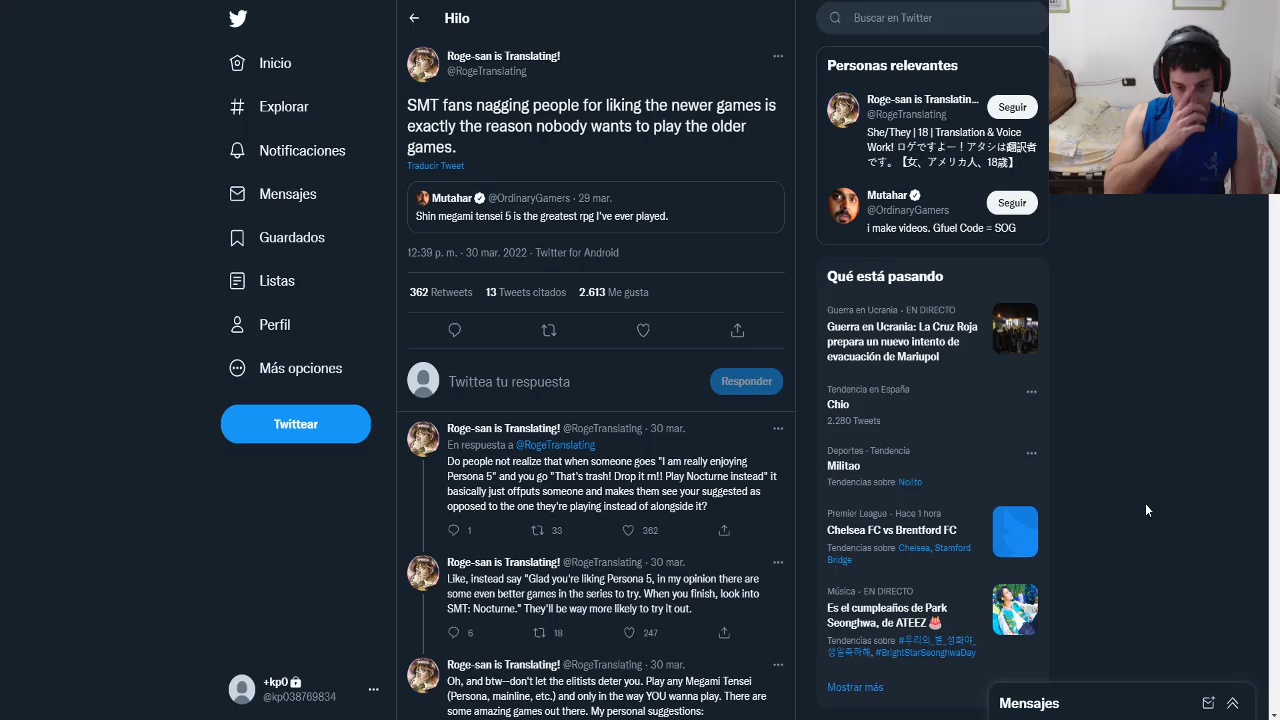 Inicio
Explorar
Notificaciones
Mensajes
Guardados
Listas
Perfil
Más opciones
Twittear
+kp0
@kp038769834
Hilo
Roge-san is Translating!
@RogeTranslating
SMT fans nagging people for liking the newer games is
exactly the reason nobody wants to play the older
games.
Traducir Tweet
Mutahar @OrdinaryGamers · 29 mar.
Shin megami tensei 5 is the greatest rpg I've ever played.
12:39 p. m. · 30 mar. 2022 · Twitter for Android
362 Retweets 13 Tweets citados 2.613 Me gusta
Twittea tu respuesta
Responder
Roge-san is Translating! @RogeTranslating · 30 mar.
En respuesta a @RogeTranslating
Do people not realize that when someone goes "I am really enjoying
Persona 5" and you go "That's trash! Drop it rn!! Play Nocturne instead" it
basically just offputs someone and makes them see your suggested as
opposed to the one they're playing instead of alongside it?
1 33 362
Roge-san is Translating! @RogeTranslating · 30 mar.
Like, instead say "Glad you're liking Persona 5, in my opinion there are
some even better games in the series to try. When you finish, look into
SMT: Nocturne." They'll be way more likely to try it out.
6 18 247
Roge-san is Translating! @RogeTranslating · 30 mar.
Oh, and btw--don't let the elitists deter you. Play any Megami Tensei
(Persona, mainline, etc.) and only in the way YOU wanna play. There are
some amazing games out there. My personal suggestions:
Buscar en Twitter
Personas relevantes
Roge-san is Translatin...
@RogeTranslating
Seguir
She/They | 18 | Translation & Voice
Work! ロゲですよー！アタシは翻訳者
です。【女、アメリカ人、18歳】
Mutahar
@OrdinaryGamers
Seguir
i make videos. Gfuel Code = SOG
Qué está pasando
Guerra en Ucrania · EN DIRECTO
Guerra en Ucrania: La Cruz Roja
prepara un nuevo intento de
evacuación de Mariupol
Tendencia en España
Chio
2.280 Tweets
Deportes · Tendencia
Militao
Tendencias sobre Nolito
Premier League · Hace 1 hora
Chelsea FC vs Brentford FC
Tendencias sobre Chelsea, Stamford
Bridge
Música · EN DIRECTO
Es el cumpleaños de Park
Seonghwa, de ATEEZ
Tendencias sobre #우리의_별_성화야_
생일축하해, #BrightStarSeonghwaDay
Mostrar más
Mensajes